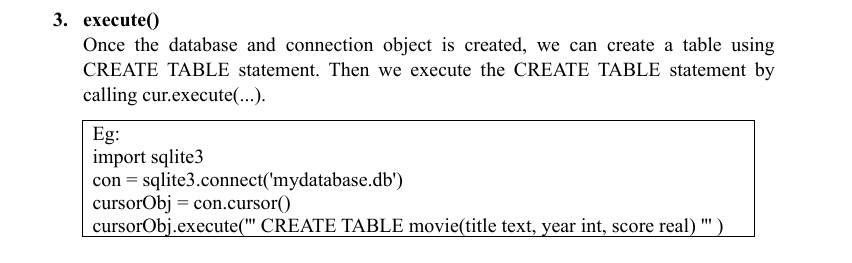 3. execute()
Once the database and connection object is created, we can create a table using
CREATE TABLE statement. Then we execute the CREATE TABLE statement by
calling cur.execute(...).
Eg:
import sqlite3
con = sqlite3.connect('mydatabase.db')
cursorObj = con.cursor()
cursorObj.execute(''' CREATE TABLE movie(title text, year int, score real) ''' )